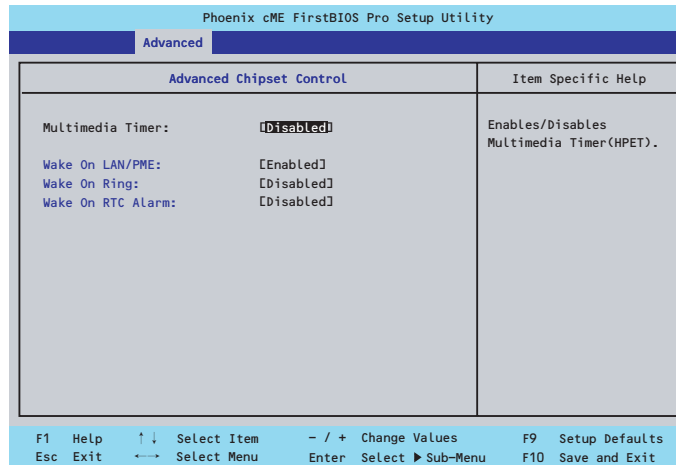 Phoenix cME FirstBIOS Pro Setup Utility
Advanced
Advanced Chipset Control
Item Specific Help
Multimedia Timer: [Disabled]
Wake On LAN/PME: [Enabled]
Wake On Ring: [Disabled]
Wake On RTC Alarm: [Disabled]
Enables/Disables
Multimedia Timer(HPET).
F1 Help ↑↓ Select Item - / + Change Values F9 Setup Defaults
Esc Exit ←→ Select Menu Enter Select ▶ Sub-Menu F10 Save and Exit